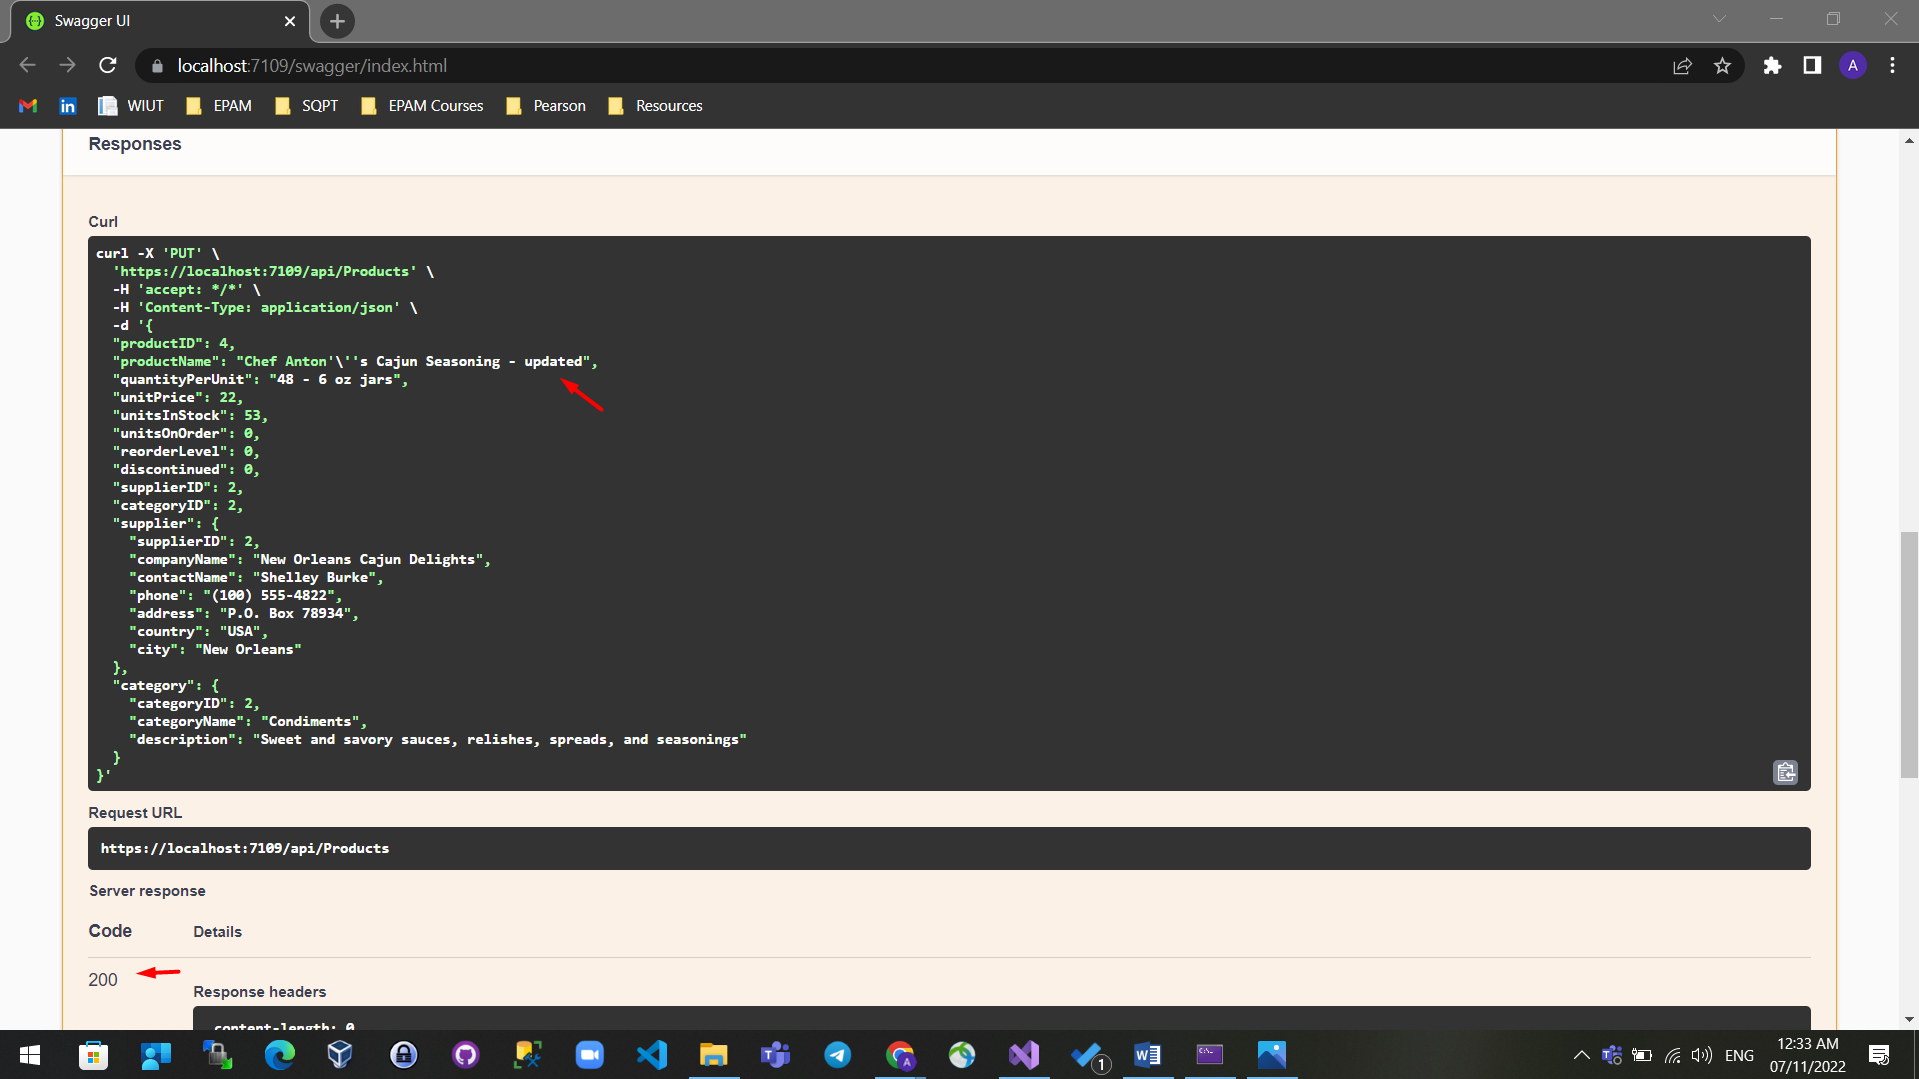 Swagger UI
localhost:7109/swagger/index.html
A
WIUT EPAM SQPT EPAM Courses Pearson Resources
Responses
Curl
curl -X 'PUT' \
  'https://localhost:7109/api/Products' \
  -H 'accept: */*' \
  -H 'Content-Type: application/json' \
  -d '{
  "productID": 4,
  "productName": "Chef Anton'\''s Cajun Seasoning - updated",
  "quantityPerUnit": "48 - 6 oz jars",
  "unitPrice": 22,
  "unitsInStock": 53,
  "unitsOnOrder": 0,
  "reorderLevel": 0,
  "discontinued": 0,
  "supplierID": 2,
  "categoryID": 2,
  "supplier": {
    "supplierID": 2,
    "companyName": "New Orleans Cajun Delights",
    "contactName": "Shelley Burke",
    "phone": "(100) 555-4822",
    "address": "P.O. Box 78934",
    "country": "USA",
    "city": "New Orleans"
  },
  "category": {
    "categoryID": 2,
    "categoryName": "Condiments",
    "description": "Sweet and savory sauces, relishes, spreads, and seasonings"
  }
}'
Request URL
https://localhost:7109/api/Products
Server response
Code Details
200
Response headers
content-length: 0
1
ENG
12:33 AM
07/11/2022